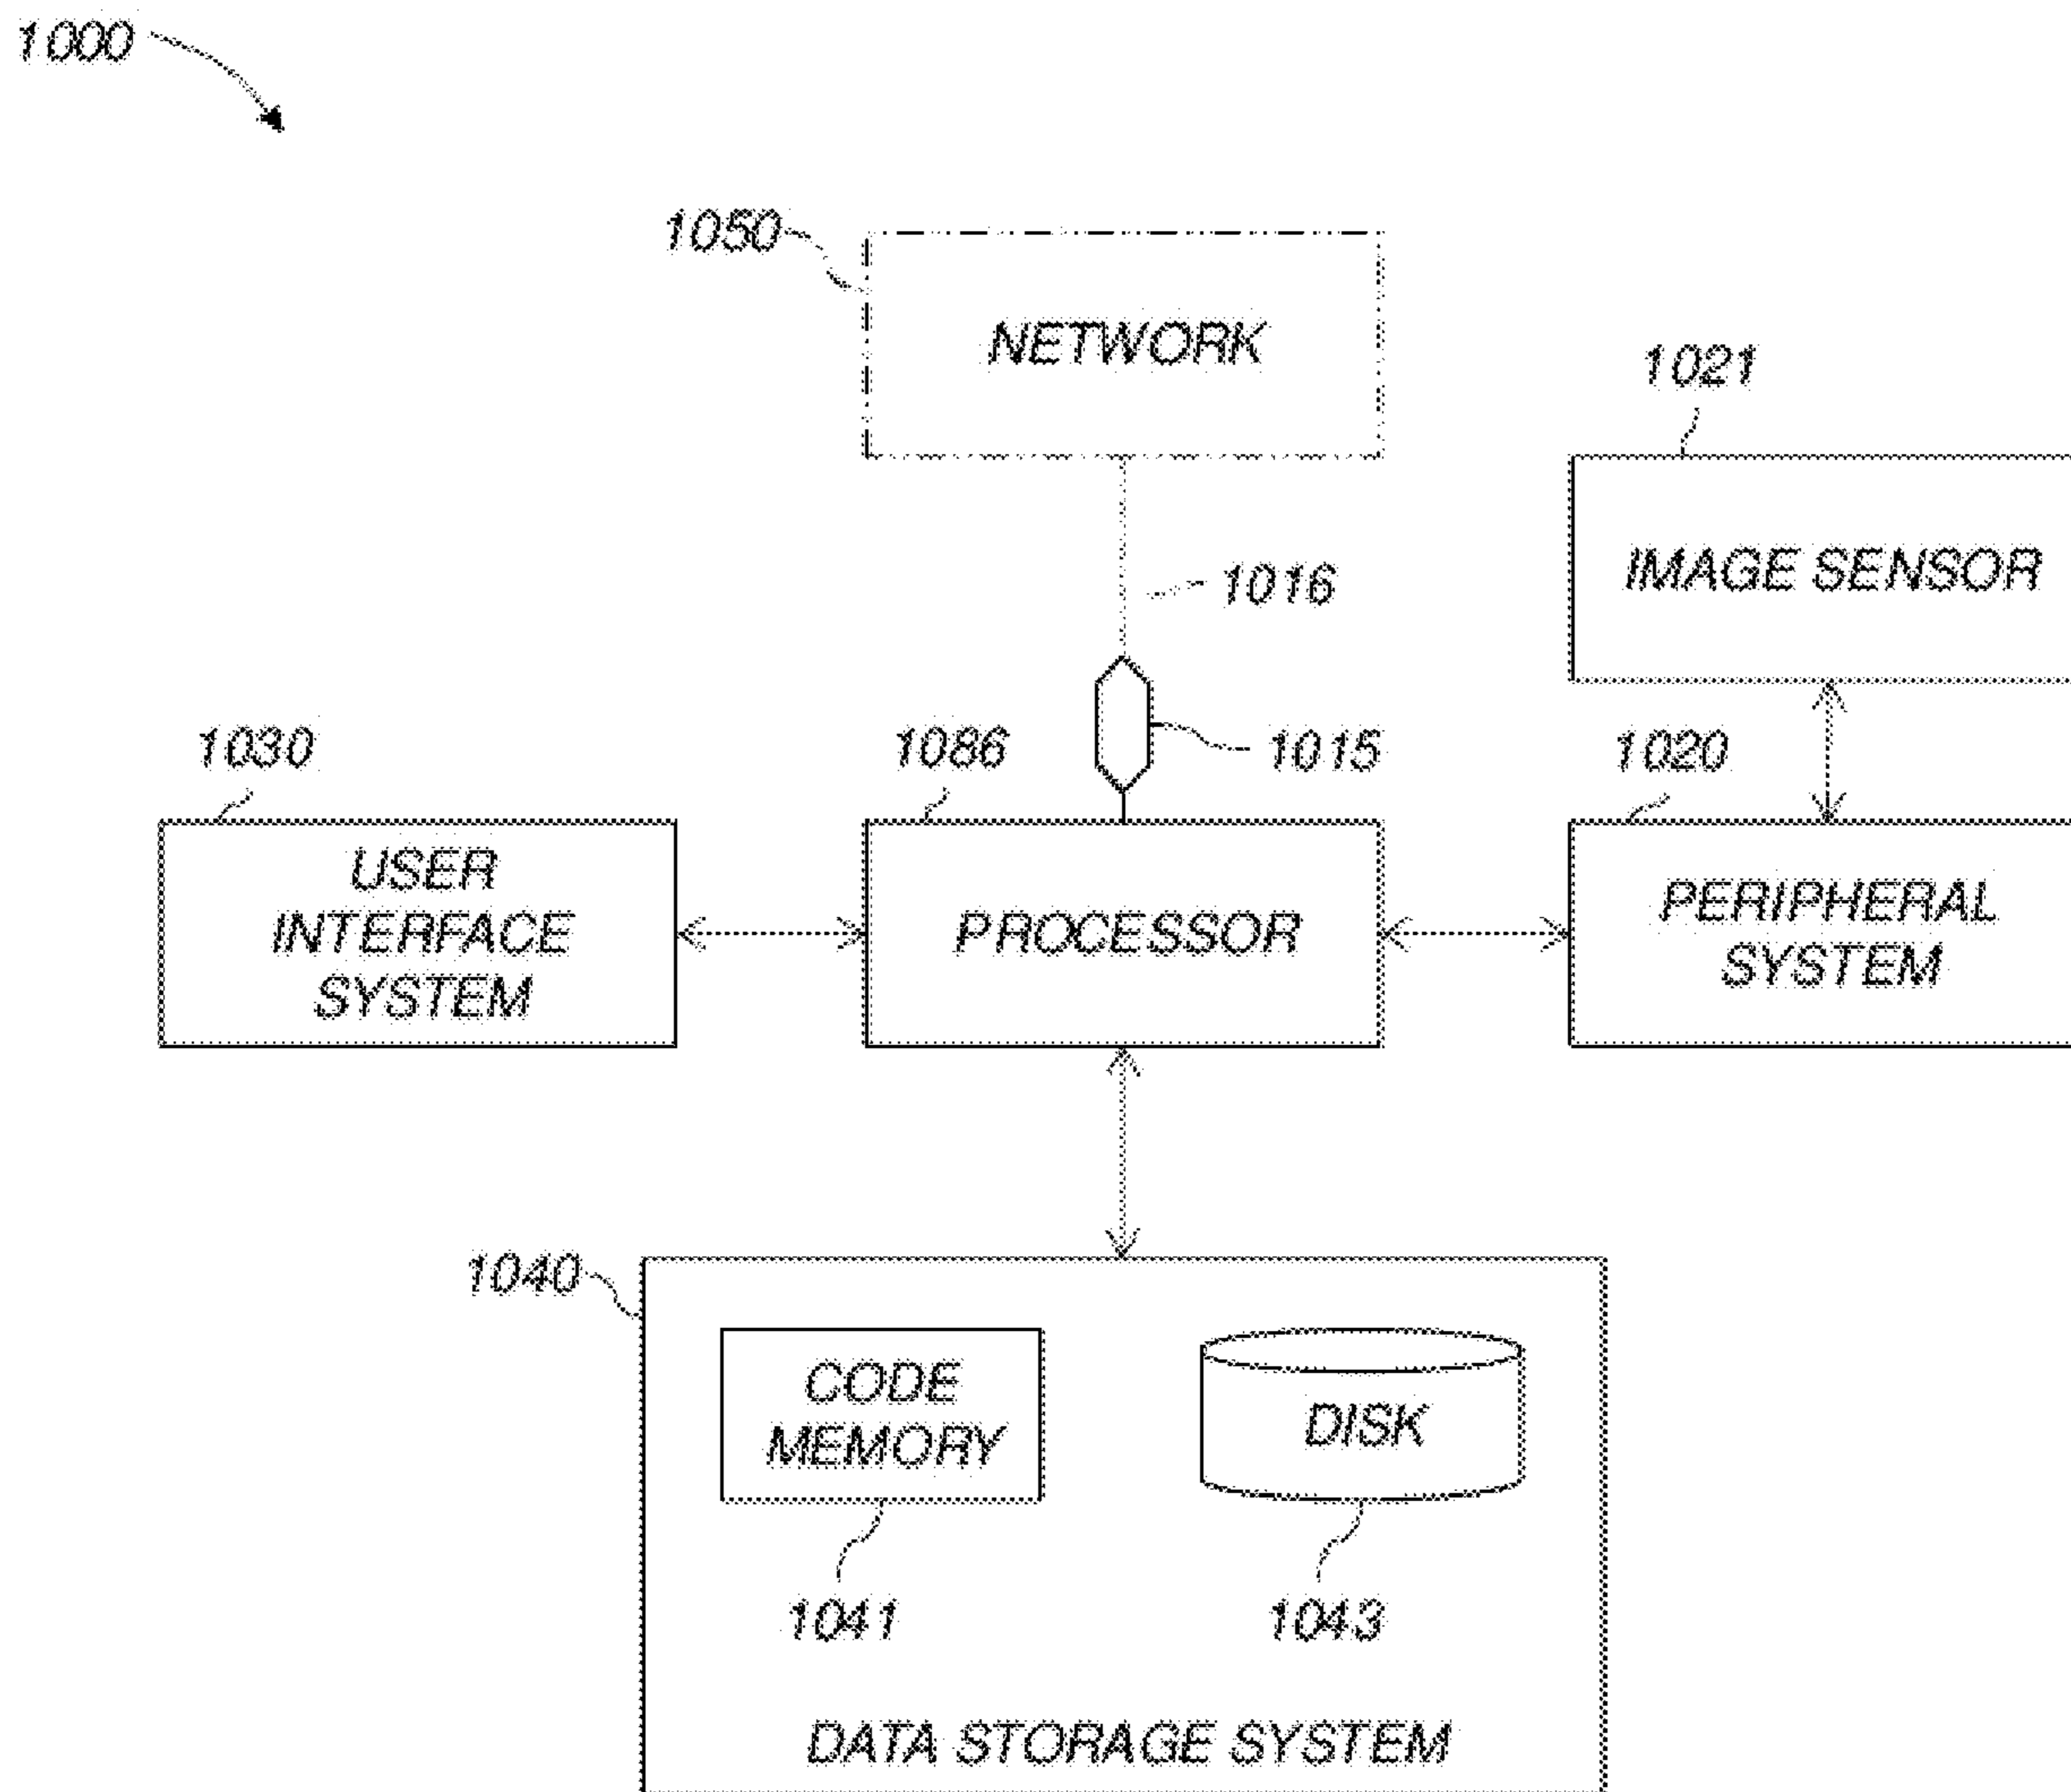 1000
1050
NETWORK
1021
IMAGE SENSOR
1016
1015
1030
1086
1020
USER
INTERFACE
SYSTEM
PROCESSOR
PERIPHERAL
SYSTEM
1040
CODE
MEMORY
DISK
1041
1043
DATA STORAGE SYSTEM